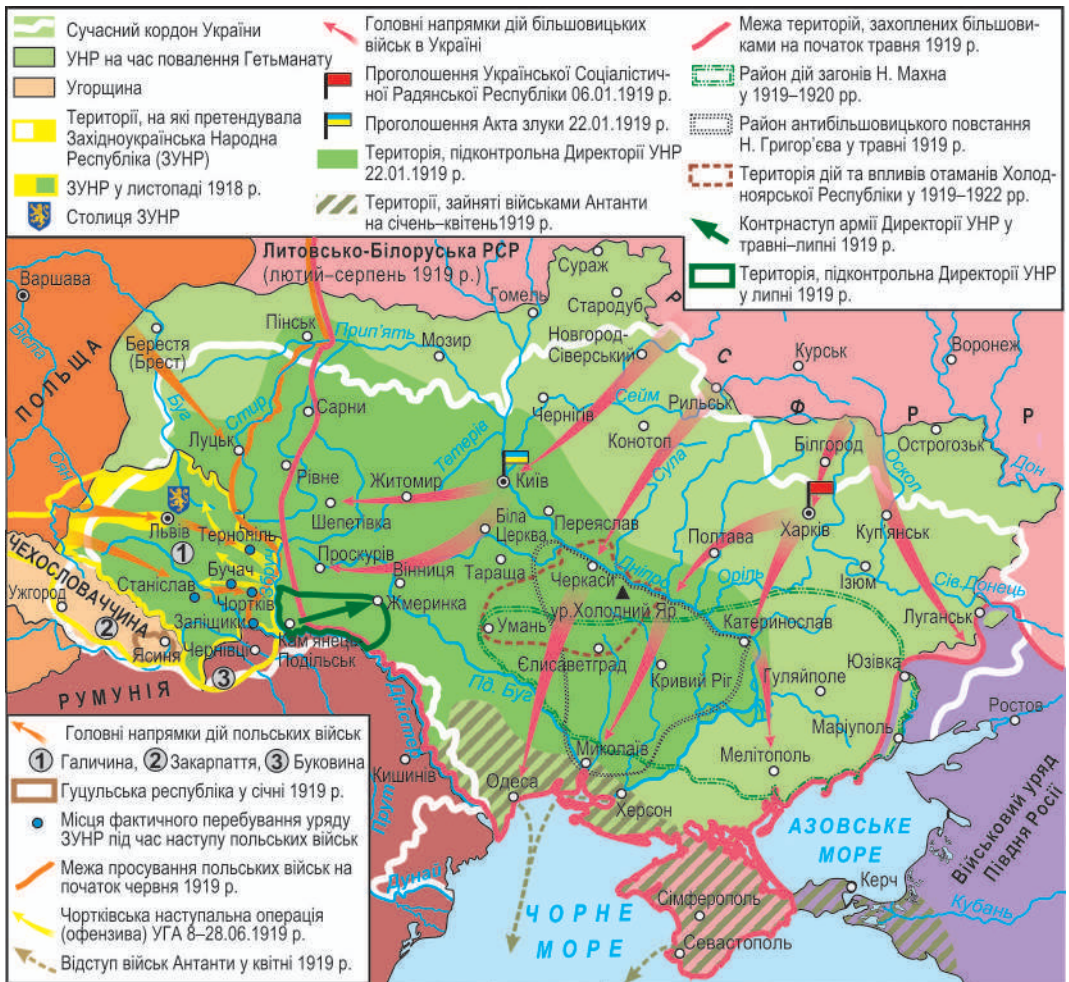 Сучасний кордон України
УНР на час повалення Гетьманату
Угорщина
Території, на які претендувала
Західноукраїнська Народна
Республіка (ЗУНР)
ЗУНР у листопаді 1918 р.
Столиця ЗУНР
Головні напрямки дій більшовицьких
військ в Україні
Проголошення Української Соціалістич-
ної Радянської Республіки 06.01.1919 р.
Проголошення Акта злуки 22.01.1919 р.
Територія, підконтрольна Директорії УНР
22.01.1919 р.
Території, зайняті військами Антанти
на січень–квітень1919 р.
Межа територій, захоплених більшови-
ками на початок травня 1919 р.
Район дій загонів Н. Махна
у 1919–1920 рр.
Район антибільшовицького повстання
Н. Григор’єва у травні 1919 р.
Територія дій та впливів отаманів Холод-
ноярської Республіки у 1919–1922 рр.
Контрнаступ армії Директорії УНР у
травні–липні 1919 р.
Територія, підконтрольна Директорії УНР
у липні 1919 р.
Литовсько-Білоруська РСР
(лютий–серпень 1919 р.)
Варшава
Вісла
ПОЛЬЩА
Берестя
(Брест)
Пінськ
Прип’ять
Мозир
Гомель
Сураж
Стародуб
Новгород-
Сіверський
Р С Ф Р Р
Курськ
Воронеж
Буг
Стир
Сарни
Чернігів
Сейм
Рильськ
Конотоп
Білгород
Острогозьк
Дон
Сян
Луцьк
Рівне
Тетерів
Житомир
Київ
Сула
Оскол
Шепетівка
Біла
Церква
Переяслав
Полтава
Харків
Куп’янськ
Львів
1
Тернопіль
Проскурів
Вінниця
Тараша
Черкаси
Дніпро
Оріль
Ізюм
Сів.Донець
ЧЕХОСЛОВАЧЧИНА
Ужгород
Станіслав
Бучач
Збруч
Чортків
Жмеринка
ур.Холодний Яр
Луганськ
2
Заліщики
Кам’янець
Подільськ
Умань
Катеринослав
Ясиня
Чернівці
Єлисаветград
Юзівка
РУМУНІЯ
3
Дністер
Пд. Буг
Кривий Ріг
Гуляйполе
Ростов
Маріуполь
Кишинів
Прут
Миколаїв
Мелітополь
Одеса
Херсон
Дунай
АЗОВСЬКЕ
МОРЕ
Військовий уряд
Півдня Росії
Керч
Кубань
Сімферополь
Севастополь
ЧОРНЕ
МОРЕ
Головні напрямки дій польських військ
1 Галичина, 2 Закарпаття, 3 Буковина
Гуцульська республіка у січні 1919 р.
Місця фактичного перебування уряду
ЗУНР під час наступу польських військ
Межа просування польських військ на
початок червня 1919 р.
Чортківська наступальна операція
(офензива) УГА 8–28.06.1919 р.
Відступ військ Антанти у квітні 1919 р.